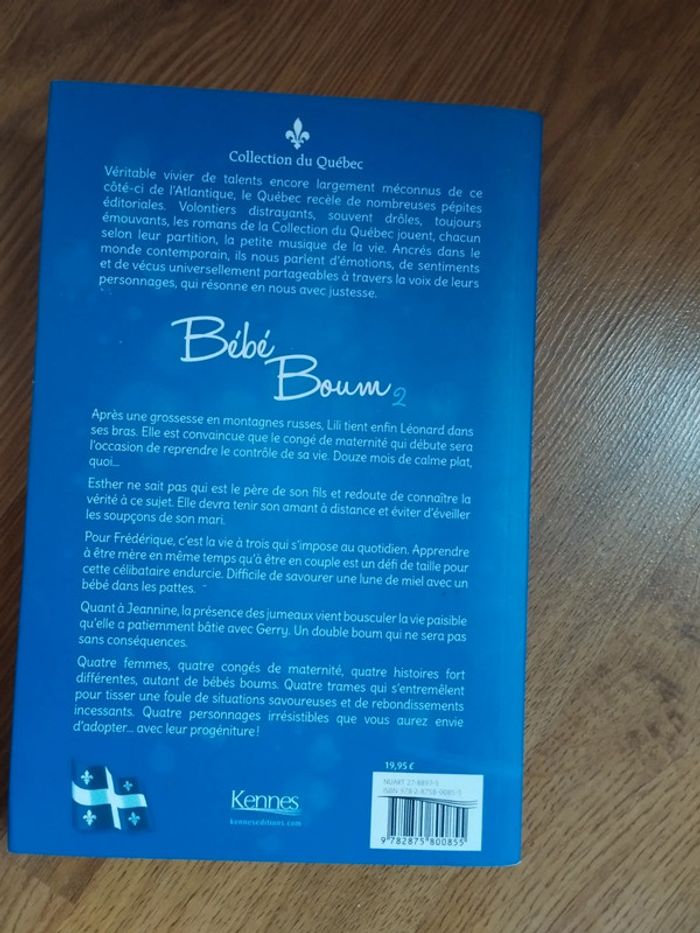 Collection du Québec
Véritable vivier de talents encore largement méconnus de ce
côté-ci de l'Atlantique, le Québec recèle de nombreuses pépites
éditoriales. Volontiers distrayants, souvent drôles, toujours
émouvants, les romans de la Collection du Québec jouent, chacun
selon leur partition, la petite musique de la vie. Ancrés dans le
monde contemporain, ils nous parlent d'émotions, de sentiments
et de vécus universellement partageables à travers la voix de leurs
personnages, qui résonne en nous avec justesse.
Bébé
Boum 2
Après une grossesse en montagnes russes, Lili tient enfin Léonard dans
ses bras. Elle est convaincue que le congé de maternité qui débute sera
l'occasion de reprendre le contrôle de sa vie. Douze mois de calme plat,
quoi...
Esther ne sait pas qui est le père de son fils et redoute de connaître la
vérité à ce sujet. Elle devra tenir son amant à distance et éviter d'éveiller
les soupçons de son mari.
Pour Frédérique, c'est la vie à trois qui s'impose au quotidien. Apprendre
à être mère en même temps qu'à être en couple est un défi de taille pour
cette célibataire endurcie. Difficile de savourer une lune de miel avec un
bébé dans les pattes.
Quant à Jeannine, la présence des jumeaux vient bousculer la vie paisible
qu'elle a patiemment bâtie avec Gerry. Un double boum qui ne sera pas
sans conséquences.
Quatre femmes, quatre congés de maternité, quatre histoires fort
différentes, autant de bébés boums. Quatre trames qui s'entremêlent
pour tisser une foule de situations savoureuses et de rebondissements
incessants. Quatre personnages irrésistibles que vous aurez envie
d'adopter... avec leur progéniture !
19,95 €
NUART 27-8897-5
ISBN 978-2-8758-0085-5
9 782875 800855
Kennes
kenneseditions.com